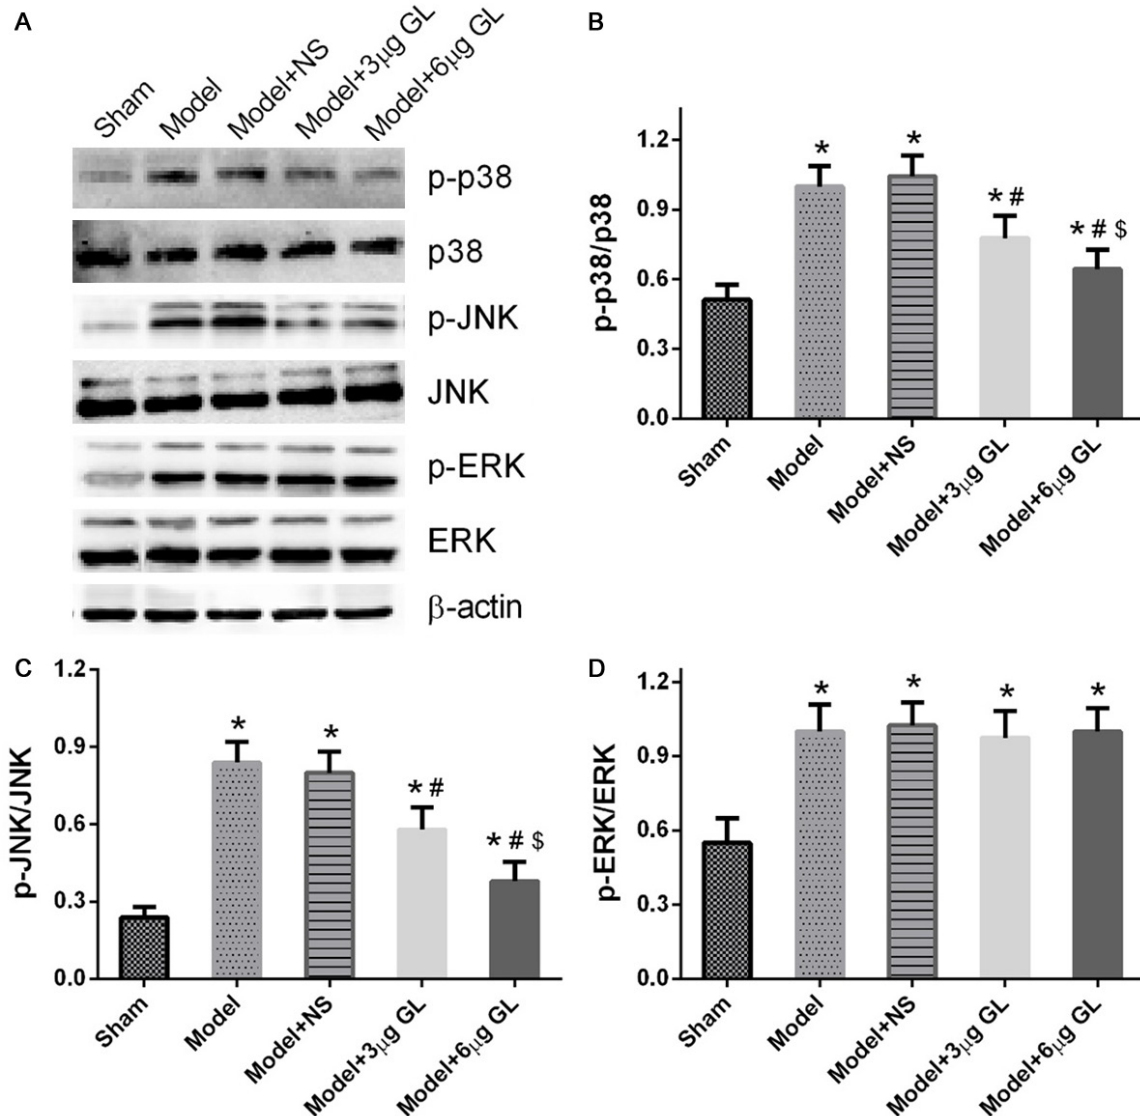 A
Sham
Model
Model+NS
Model+3μg GL
Model+6μg GL
p-p38
p38
p-JNK
JNK
p-ERK
ERK
β-actin
B
p-p38/p38
1.2
0.9
0.6
0.3
0.0
*
*
* #
* # $
Sham
Model
Model+NS
Model+3μg GL
Model+6μg GL
C
p-JNK/JNK
1.2
0.9
0.6
0.3
0.0
*
*
* #
* # $
Sham
Model
Model+NS
Model+3μg GL
Model+6μg GL
D
p-ERK/ERK
1.2
0.9
0.6
0.3
0.0
*
*
*
*
Sham
Model
Model+NS
Model+3μg GL
Model+6μg GL